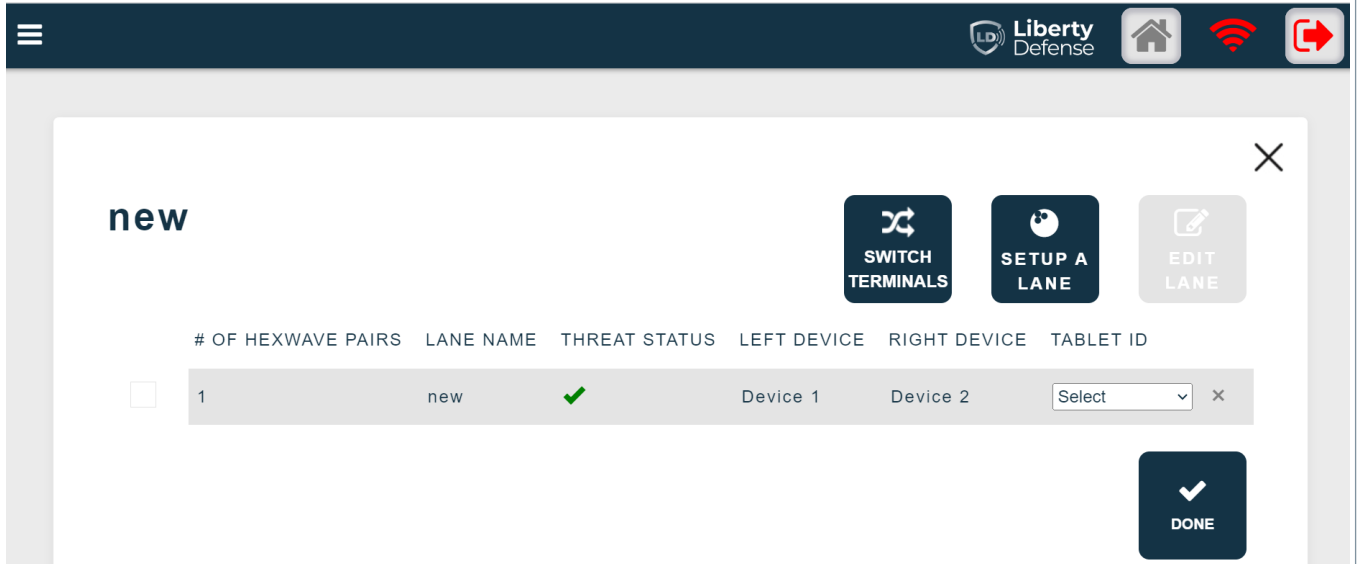 LD Liberty
Defense
new
SWITCH
TERMINALS
SETUP A
LANE
EDIT
LANE
# OF HEXWAVE PAIRS LANE NAME THREAT STATUS LEFT DEVICE RIGHT DEVICE TABLET ID
1 new Device 1 Device 2 Select
DONE